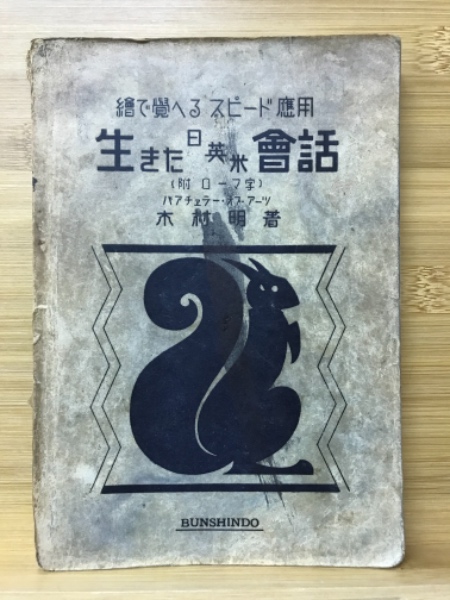 繪で覺へるスピード應用
生きた日英米會話
(附ローマ字)
バアチェラー・オブ・アーツ
木村明著
BUNSHINDO